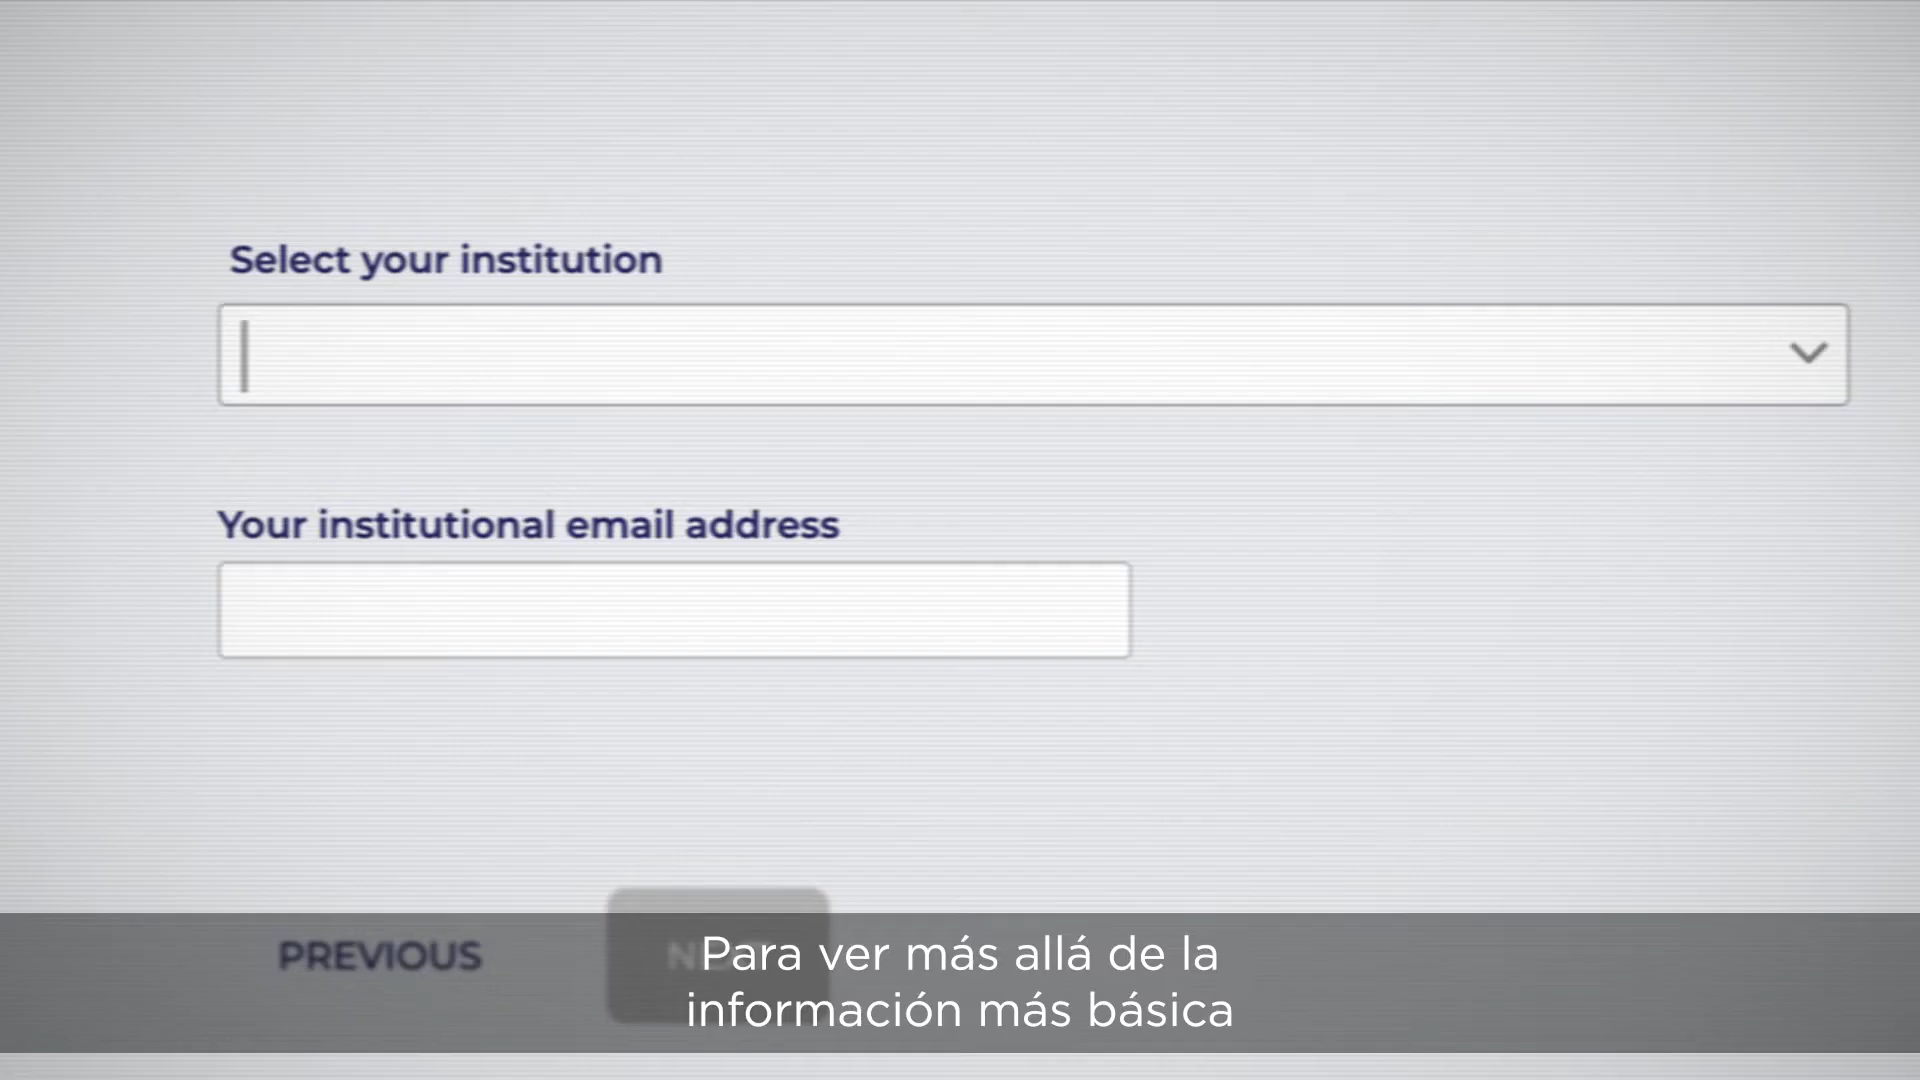 Select your institution
Your institutional email address
PREVIOUS
Para ver más allá de la
información más básica